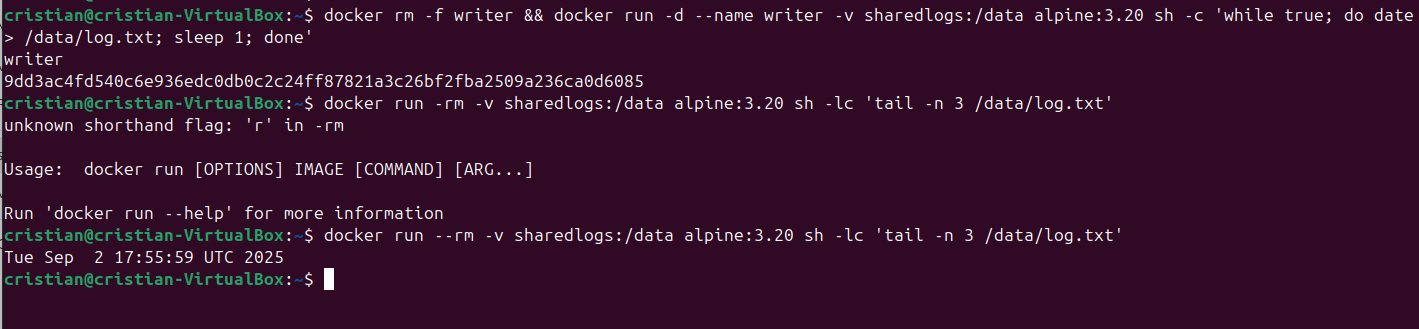 cristian@cristian-VirtualBox:~$ docker rm -f writer && docker run -d --name writer -v sharedlogs:/data alpine:3.20 sh -c 'while true; do date
> /data/log.txt; sleep 1; done'
writer
9dd3ac4fd540c6e936edc0db0c2c24ff87821a3c26bf2fba2509a236ca0d6085
cristian@cristian-VirtualBox:~$ docker run -rm -v sharedlogs:/data alpine:3.20 sh -lc 'tail -n 3 /data/log.txt'
unknown shorthand flag: 'r' in -rm
Usage:  docker run [OPTIONS] IMAGE [COMMAND] [ARG...]
Run 'docker run --help' for more information
cristian@cristian-VirtualBox:~$ docker run --rm -v sharedlogs:/data alpine:3.20 sh -lc 'tail -n 3 /data/log.txt'
Tue Sep  2 17:55:59 UTC 2025
cristian@cristian-VirtualBox:~$